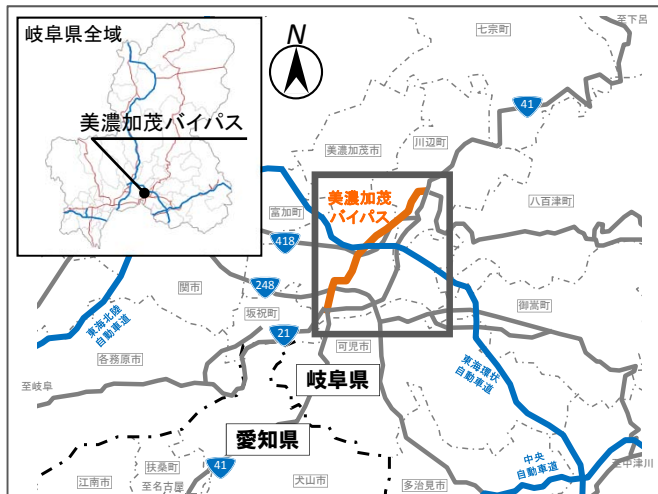 岐阜県全域
美濃加茂バイパス
N
至下呂
七宗町
41
川辺町
美濃加茂市
美濃加茂
バイパス
八百津町
富加町
418
248
関市
坂祝町
御嵩町
21
東海北陸
自動車道
各務原市
可児市
至岐阜
岐阜県
東海環状
自動車道
愛知県
扶桑町
41
中央
自動車道
至中津川
江南市
至名古屋
犬山市
多治見市